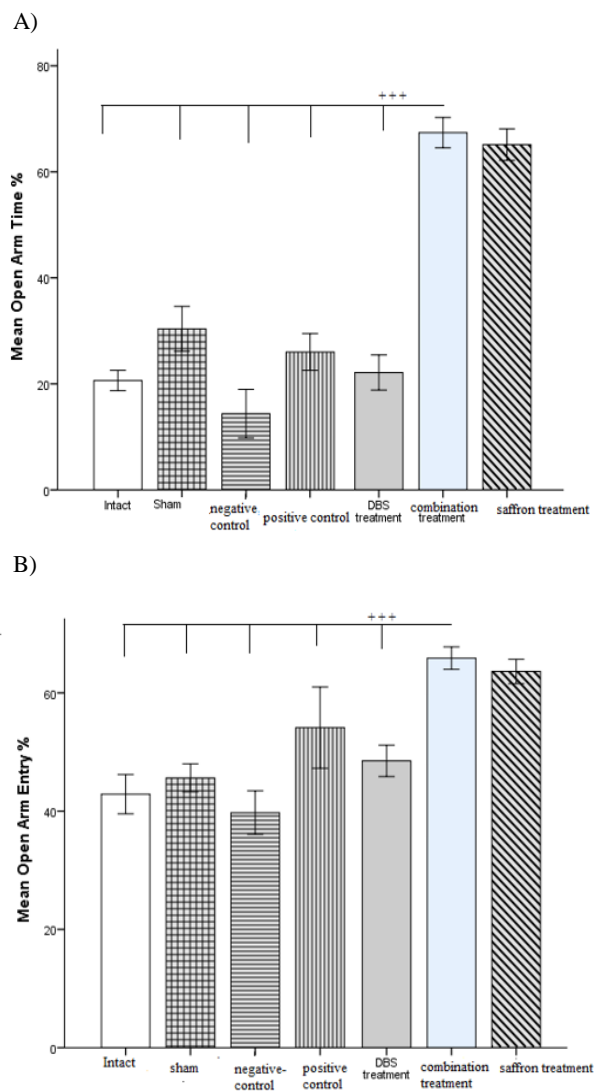 A)
80
60
40
20
0
Mean Open Arm Time %
+++
Intact
Sham
negative
control
positive control
DBS
treatment
combination
treatment
saffron treatment
B)
60
40
20
0
Mean Open Arm Entry %
+++
Intact
sham
negative-
control
positive
control
DBS
treatment
combination
treatment
saffron treatment